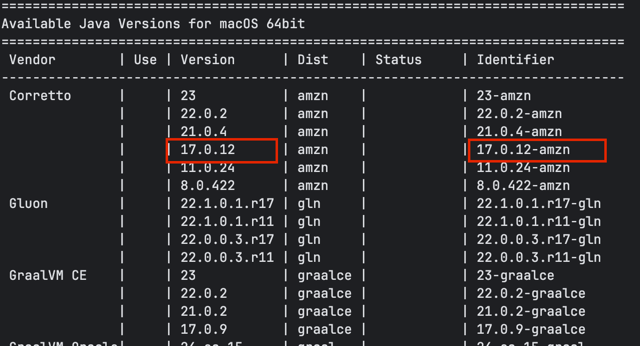 ================================================================================
Available Java Versions for macOS 64bit
================================================================================
Vendor | Use | Version | Dist | Status | Identifier
--------------------------------------------------------------------------------
Corretto | | 23 | amzn | | 23-amzn
| | 22.0.2 | amzn | | 22.0.2-amzn
| | 21.0.4 | amzn | | 21.0.4-amzn
| | 17.0.12 | amzn | | 17.0.12-amzn
| | 11.0.24 | amzn | | 11.0.24-amzn
| | 8.0.422 | amzn | | 8.0.422-amzn
Gluon | | 22.1.0.1.r17 | gln | | 22.1.0.1.r17-gln
| | 22.1.0.1.r11 | gln | | 22.1.0.1.r11-gln
| | 22.0.0.3.r17 | gln | | 22.0.0.3.r17-gln
| | 22.0.0.3.r11 | gln | | 22.0.0.3.r11-gln
GraalVM CE | | 23 | graalce | | 23-graalce
| | 22.0.2 | graalce | | 22.0.2-graalce
| | 21.0.2 | graalce | | 21.0.2-graalce
| | 17.0.9 | graalce | | 17.0.9-graalce